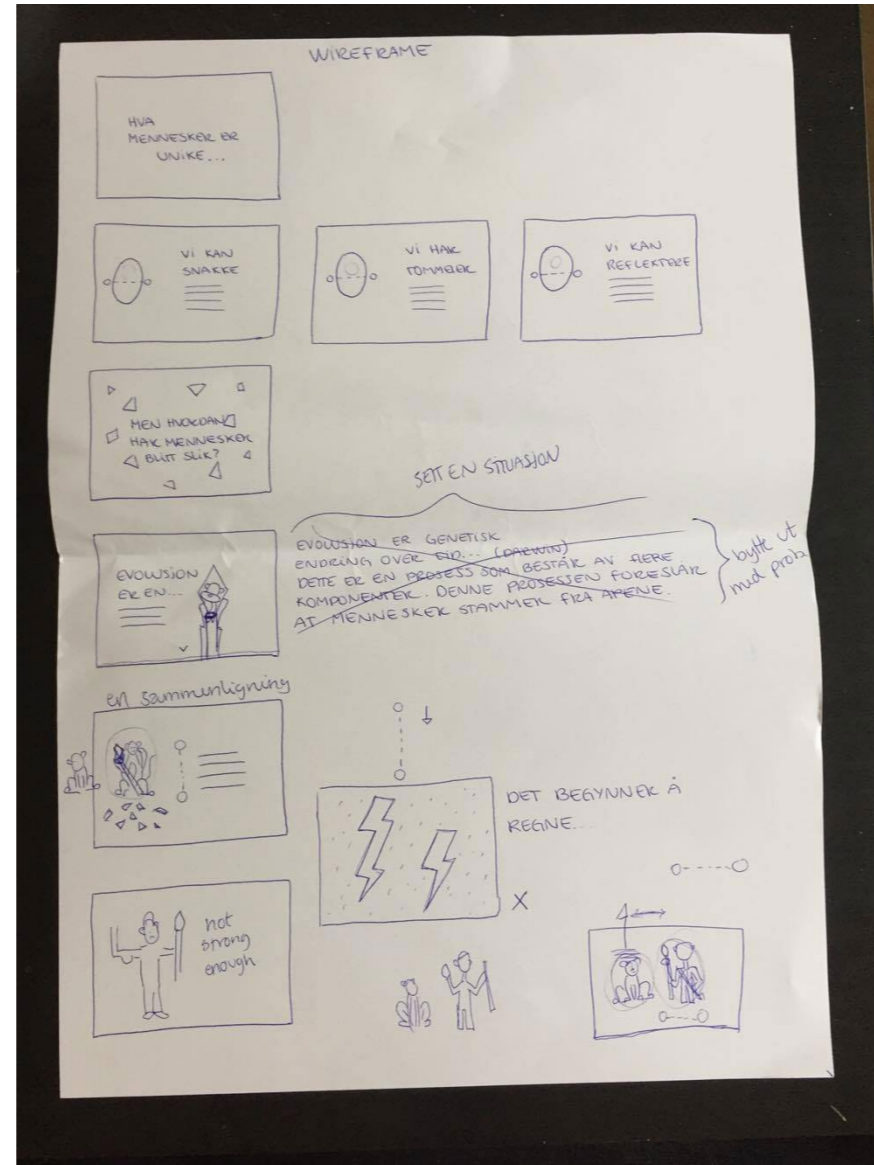 WIREFRAME
HVA
MENNESKER ER
UNIKE...
Vi KAN
SNAKKE
Vi HAR
TOMMELER
Vi KAN
REFLEKTERE
MEN HVORDAN
HAR MENNESKER
BLITT SLIK?
SETT EN SITUASJON
EVOLUSJON
ER EN...
EVOLUSJON ER GENETISK
ENDRING OVER TID... (DARWIN)
DETTE ER EN PROSESS SOM BESTÅR AV FLERE
KOMPONENTER. DENNE PROSESSEN FORESLÅR
AT MENNESKER STAMMER FRA APENE.
bytte ut
med prob
en sammenligning
DET BEGYNNER Å
REGNE...
X
not
strong
enough